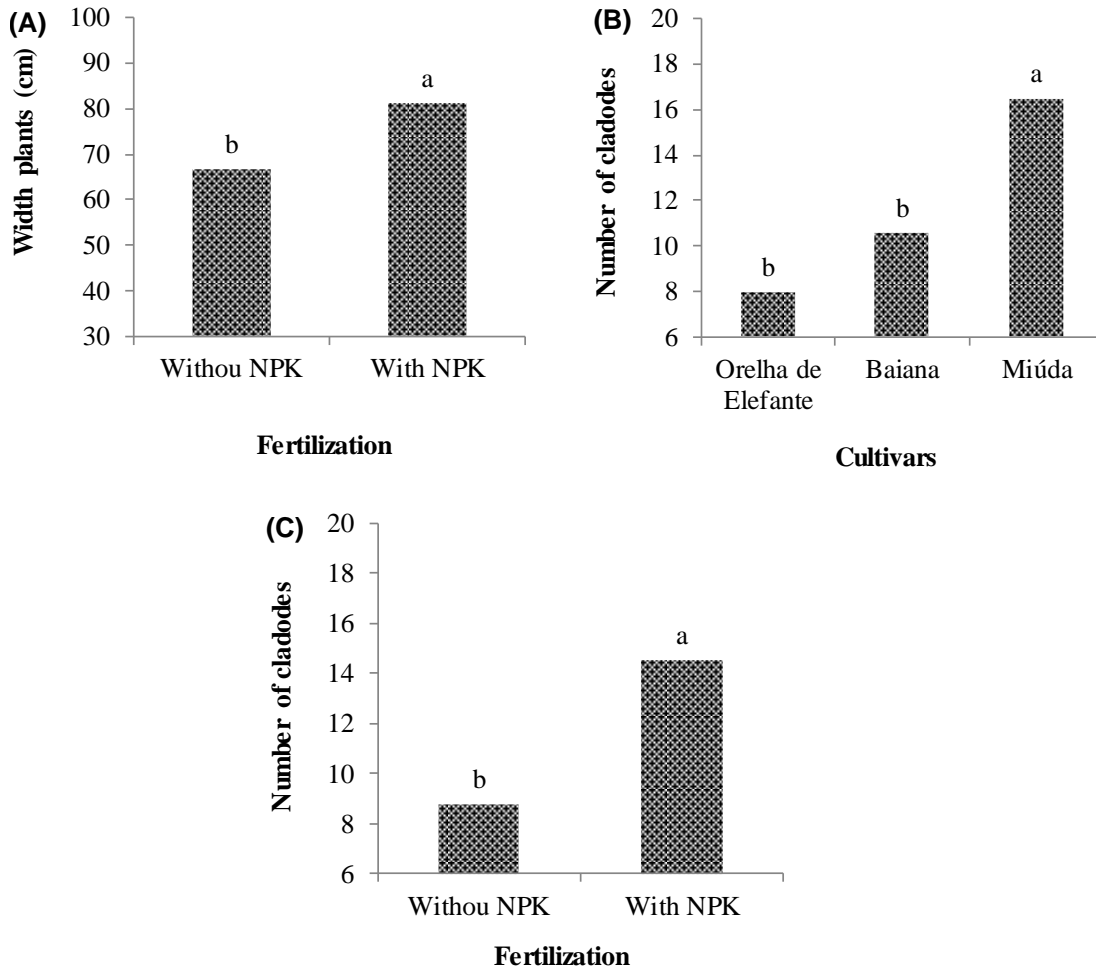 (A)
Width plants (cm)
100
90
80
70
60
50
40
30
b
a
Withou NPK
With NPK
Fertilization
(B)
Number of cladodes
20
18
16
14
12
10
8
6
b
b
a
Orelha de
Elefante
Baiana
Miúda
Cultivars
(C)
Number of cladodes
20
18
16
14
12
10
8
6
b
a
Withou NPK
With NPK
Fertilization